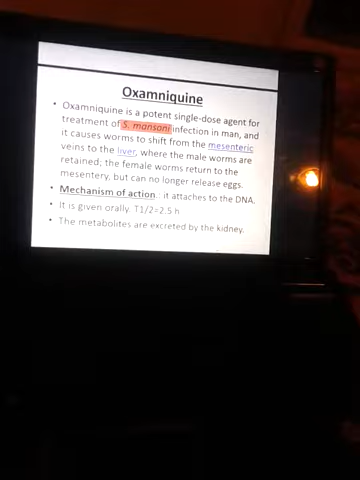 Oxamniquine
• Oxamniquine is a potent single-dose agent for
treatment of S. mansoni infection in man, and
it causes worms to shift from the mesenteric
veins to the liver, where the male worms are
retained; the female worms return to the
mesentery, but can no longer release eggs.
• Mechanism of action.: it attaches to the DNA.
• It is given orally. T1/2=2.5 h
• The metabolites are excreted by the kidney.